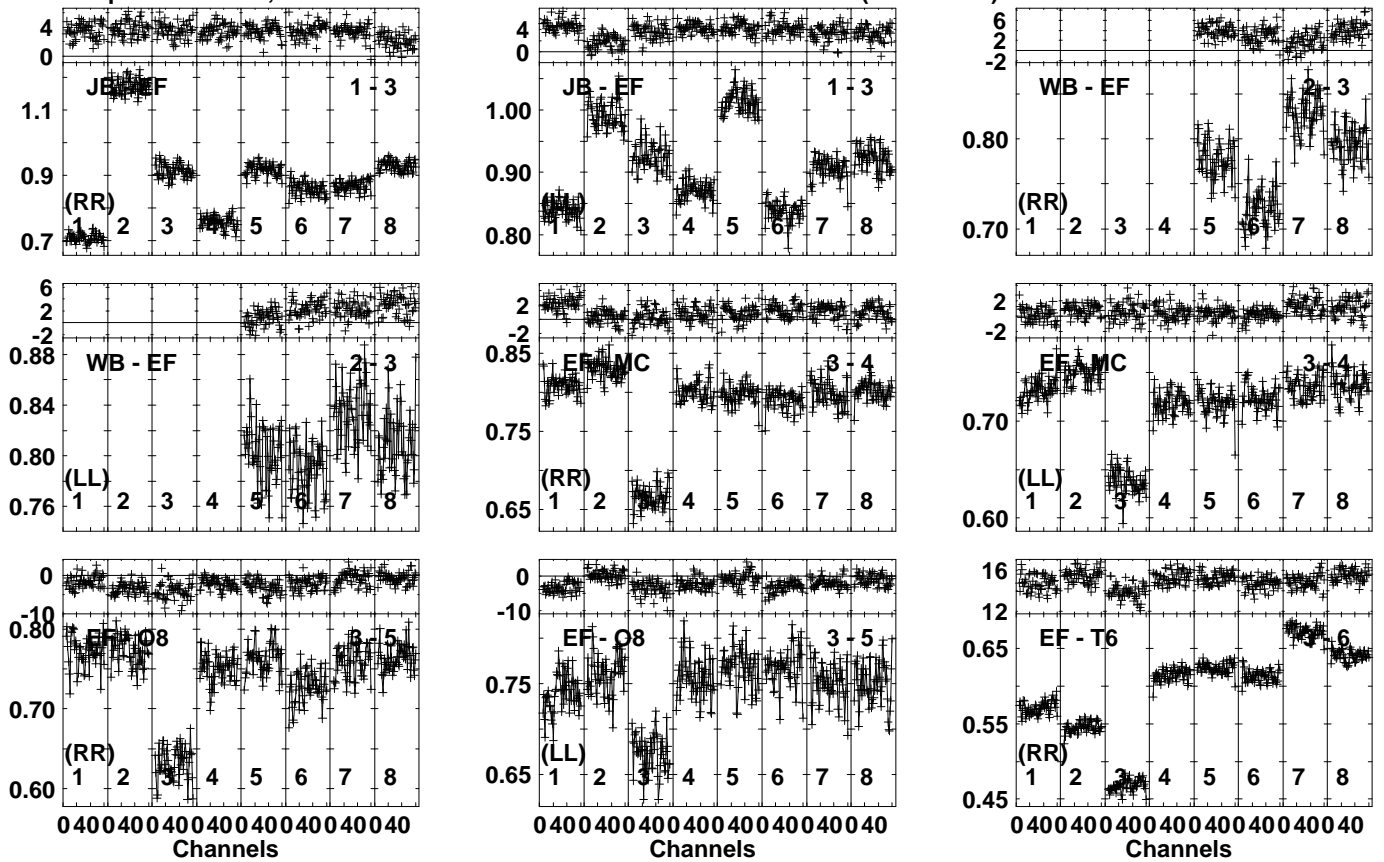 4 0 4 0 6 2 -2
JB - EF 1 - 3 JB - EF 1 - 3 WB - EF 2 - 3
1.1 0.9 0.7 1.00 0.90 0.80 0.80 0.70
(RR) (LL) (RR)
1 2 3 4 5 6 7 8 1 2 3 4 5 6 7 8 1 2 3 4 5 6 7 8
6 2 -2 2 -2 2 -2
WB - EF 2 - 3 EF - MC 3 - 4 EF - MC 3 - 4
0.88 0.84 0.80 0.76 0.85 0.75 0.65 0.70 0.60
(LL) (RR) (LL)
1 2 3 4 5 6 7 8 1 2 3 4 5 6 7 8 1 2 3 4 5 6 7 8
0 -10 0 -10 16 12
EF - O8 3 - 5 EF - O8 3 - 5 EF - T6 3 - 6
0.80 0.70 0.60 0.75 0.65 0.65 0.55 0.45
(RR) (LL) (RR)
1 2 3 4 5 6 7 8 1 2 3 4 5 6 7 8 1 2 3 4 5 6 7 8
0 40 0 40 0 40 0 40 0 40 0 40 0 40 0 40 0 40 0 40 0 40 0 40 0 40 0 40 0 40 0 40 0 40 0 40 0 40 0 40 0 40 0 40 0 40 0 40
Channels Channels Channels